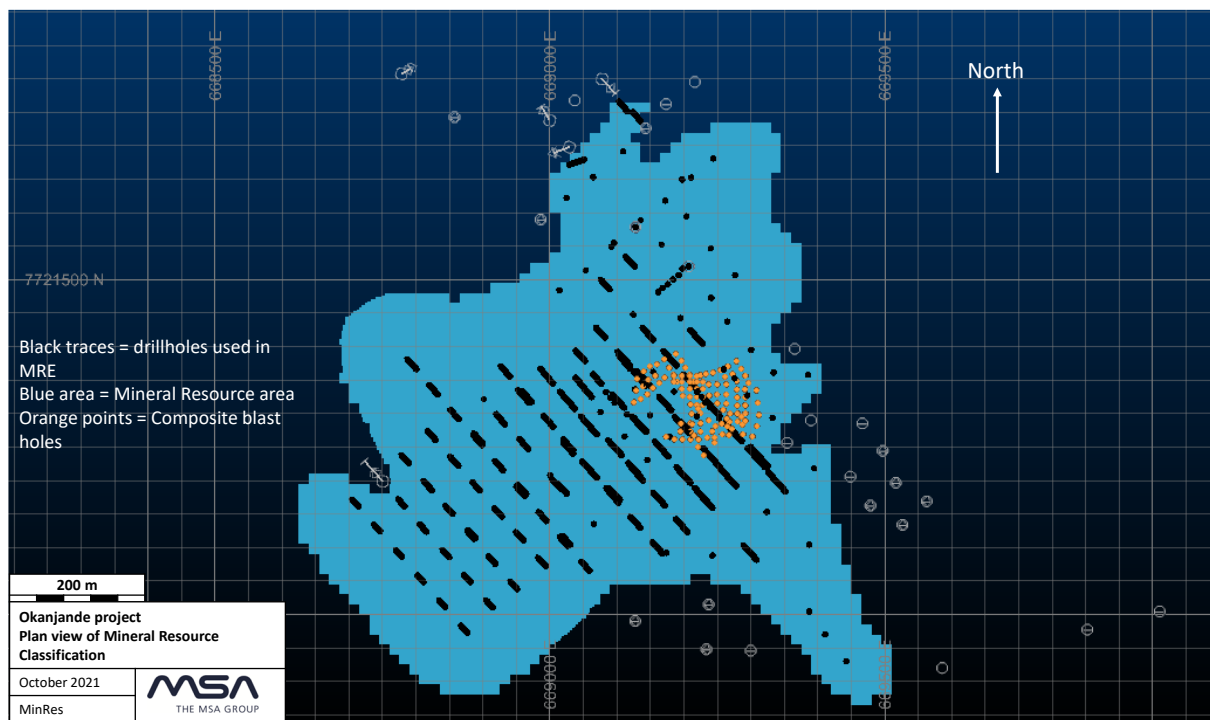 668500 E
669000 E
669500 E
North
7721500 N
Black traces = drillholes used in
MRE
Blue area = Mineral Resource area
Orange points = Composite blast
holes
200 m
Okanjande project
Plan view of Mineral Resource
Classification
October 2021
MinRes
MSA
THE MSA GROUP
669000 E